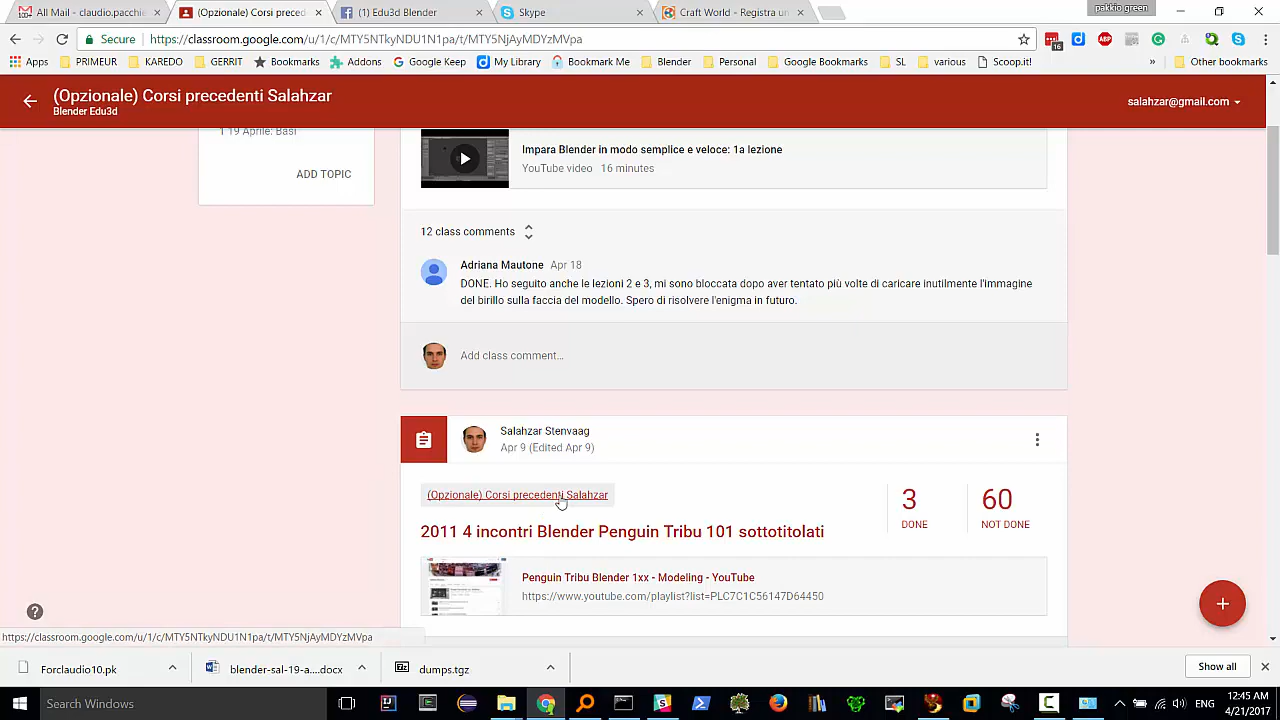 All Mail - claudio.pacchie
(Opzionale) Corsi preced
(1) Edu3d Blender
Skype
Craft World - Registra un
pakkio green
Secure
https://classroom.google.com/u/1/c/MTY5NTkyNDU1N1pa/t/MTY5NjAyMDYzMVpa
16
Apps
PRIMEUR
KAREDO
GERRIT
Bookmarks
Addons
Google Keep
My Library
Bookmark Me
Blender
Personal
Google Bookmarks
SL
various
Scoop.it!
»
Other bookmarks
(Opzionale) Corsi precedenti Salahzar
Blender Edu3d
salahzar@gmail.com
1 19 Aprile: Basi
ADD TOPIC
Impara Blender in modo semplice e veloce: 1a lezione
YouTube video 16 minutes
12 class comments
Adriana Mautone Apr 18
DONE. Ho seguito anche le lezioni 2 e 3, mi sono bloccata dopo aver tentato più volte di caricare inutilmente l'immagine
del birillo sulla faccia del modello. Spero di risolvere l'enigma in futuro.
Add class comment...
Salahzar Stenvaag
Apr 9 (Edited Apr 9)
(Opzionale) Corsi precedenti Salahzar
3
DONE
60
NOT DONE
2011 4 incontri Blender Penguin Tribu 101 sottotitolati
Penguin Tribu Blender 1xx - Modeling - YouTube
https://www.youtube.com/playlist?list=PLC7C1C56147D64450
https://classroom.google.com/u/1/c/MTY5NTkyNDU1N1pa/t/MTY5NjAyMDYzMVpa
Forclaudio10.pk
blender-sal-19-a....docx
dumps.tgz
Show all
Search Windows
ENG
12:45 AM
4/21/2017